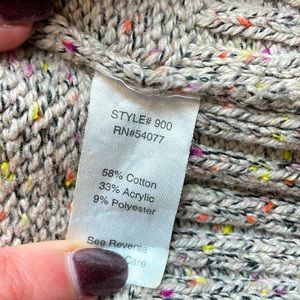 STYLE# 900
RN#54077
58% Cotton
33% Acrylic
9% Polyester
See Reverse
Care